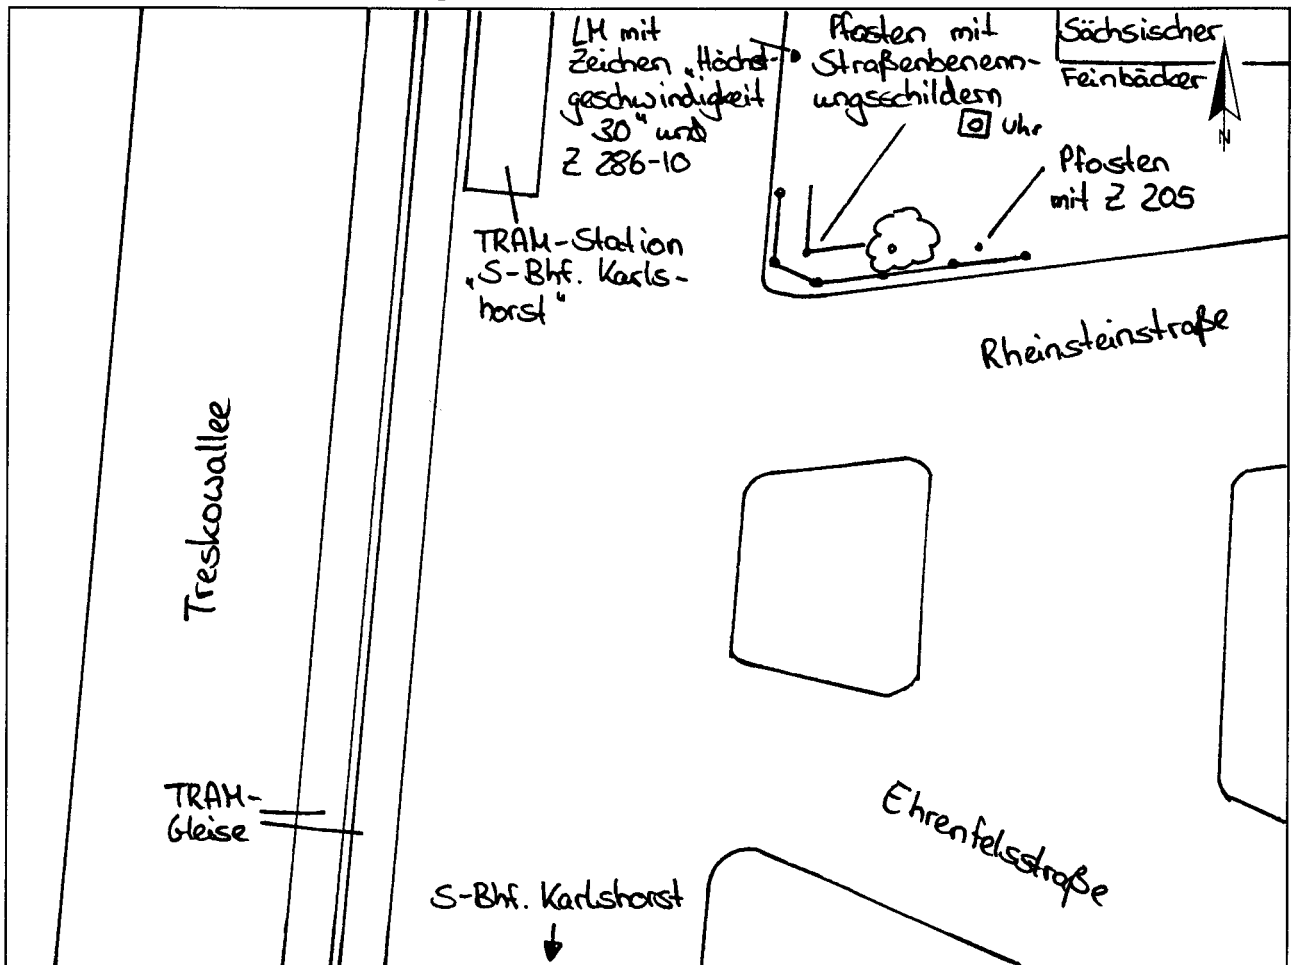 LM mit
Zeichen „Höchst-
geschwindigkeit
30" und
Z 286-10
Pfosten mit
Straßenbenenn-
ungsschildern
Sächsischer
Feinbäcker
N
Uhr
Pfosten
mit Z 205
TRAM-Station
„S-Bhf. Karls-
horst"
Rheinsteinstraße
Treskowallee
TRAM-
Gleise
Ehrenfelsstraße
S-Bhf. Karlshorst